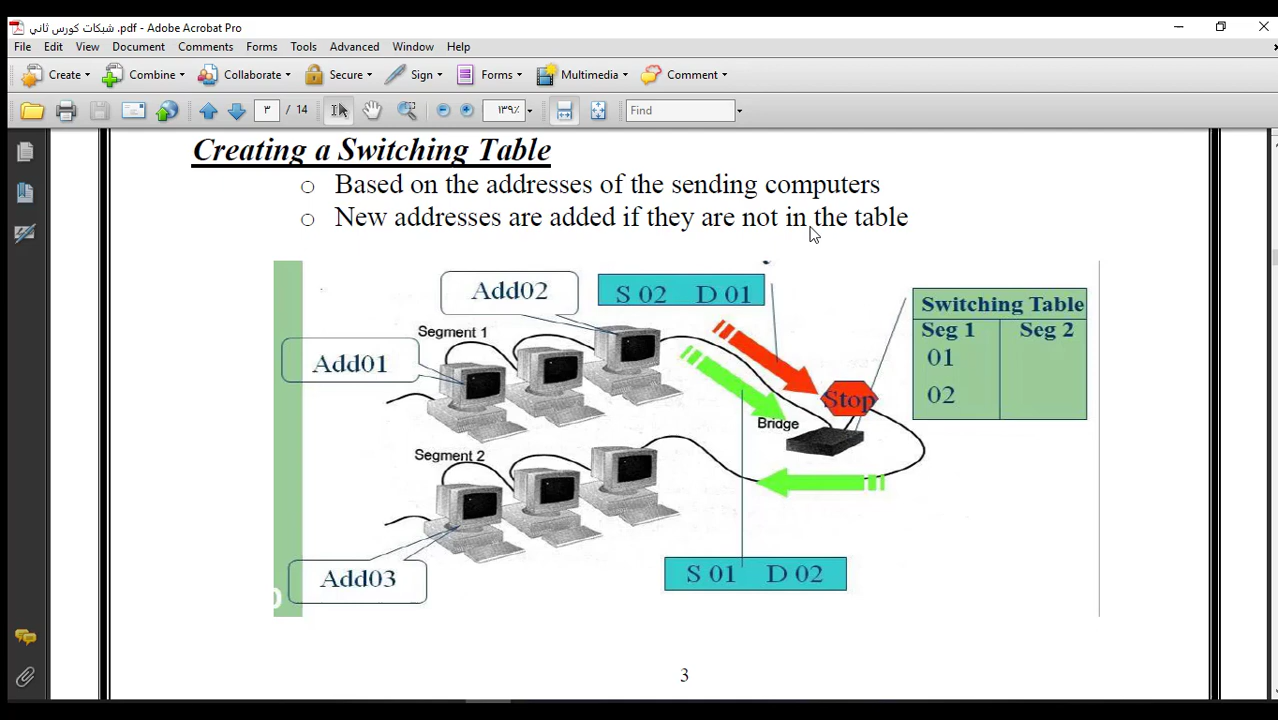 شبكات كورس ثاني .pdf - Adobe Acrobat Pro
File Edit View Document Comments Forms Tools Advanced Window Help
Create Combine Collaborate Secure Sign Forms Multimedia Comment
٣ / 14 ١٣٩٪ Find
Creating a Switching Table
o Based on the addresses of the sending computers
o New addresses are added if they are not in the table
Add02
S 02 D 01
Switching Table
Seg 1 Seg 2
Segment 1
Add01
01
02
Stop
Bridge
Segment 2
Add03
S 01 D 02
3